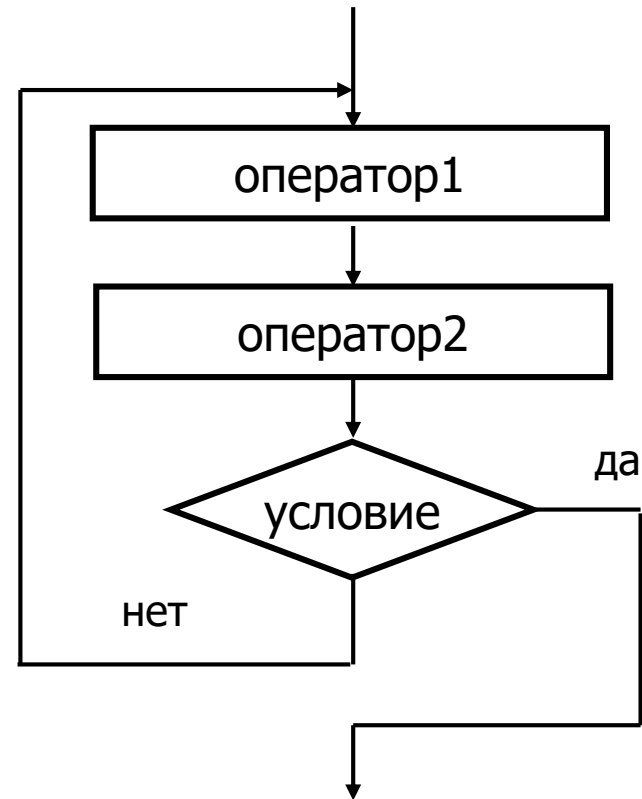 оператор1
оператор2
да
условие
нет